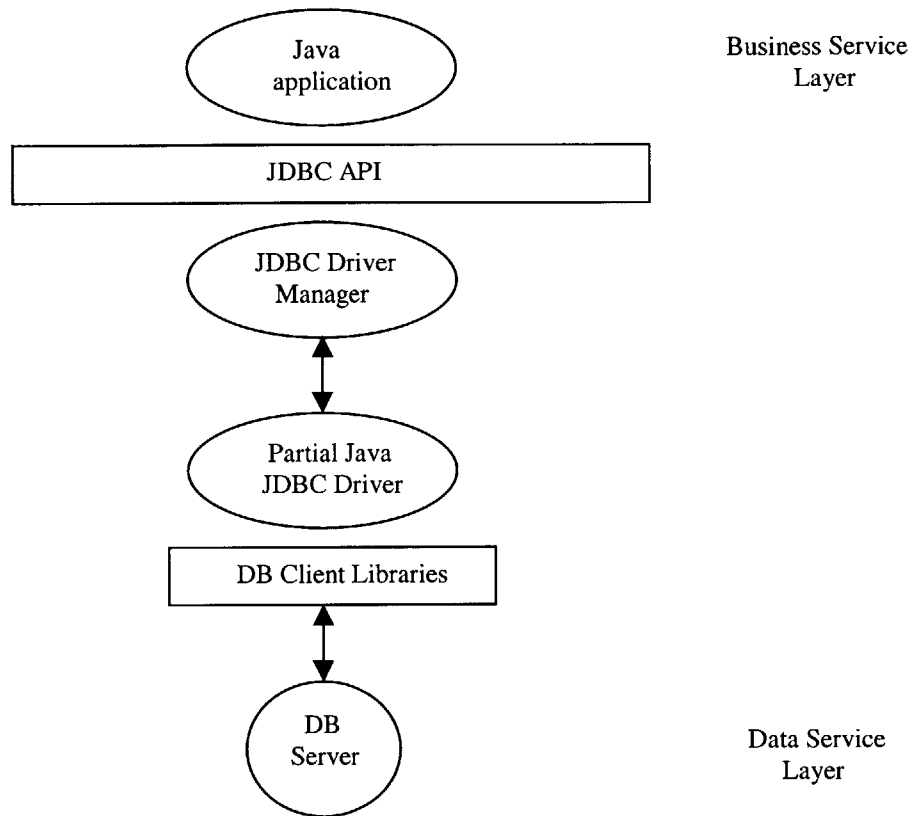 Java
application
Business Service
Layer
JDBC API
JDBC Driver
Manager
Partial Java
JDBC Driver
DB Client Libraries
DB
Server
Data Service
Layer